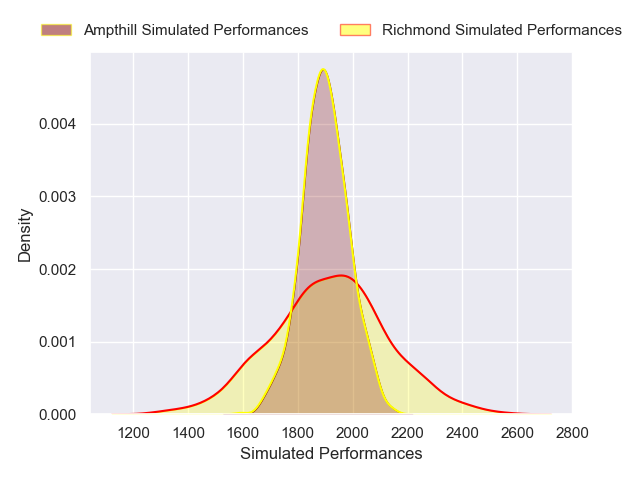 Ampthill Simulated Performances
Richmond Simulated Performances
0.004
0.003
0.002
0.001
0.000
Density
1200 1400 1600 1800 2000 2200 2400 2600 2800
Simulated Performances